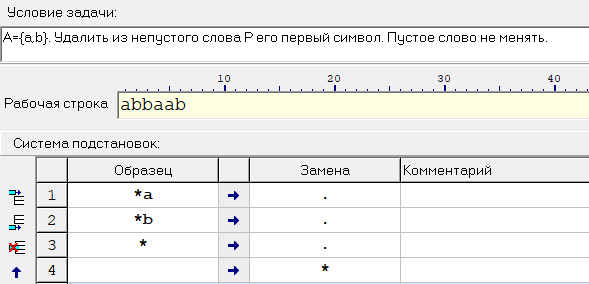 Условие задачи:
A={a,b}. Удалить из непустого слова P его первый символ. Пустое слово не менять.
10 20 30 40
Рабочая строка abbaab
Система подстановок:
Образец Замена Комментарий
1 *a → .
2 *b → .
3 * → .
4 → *